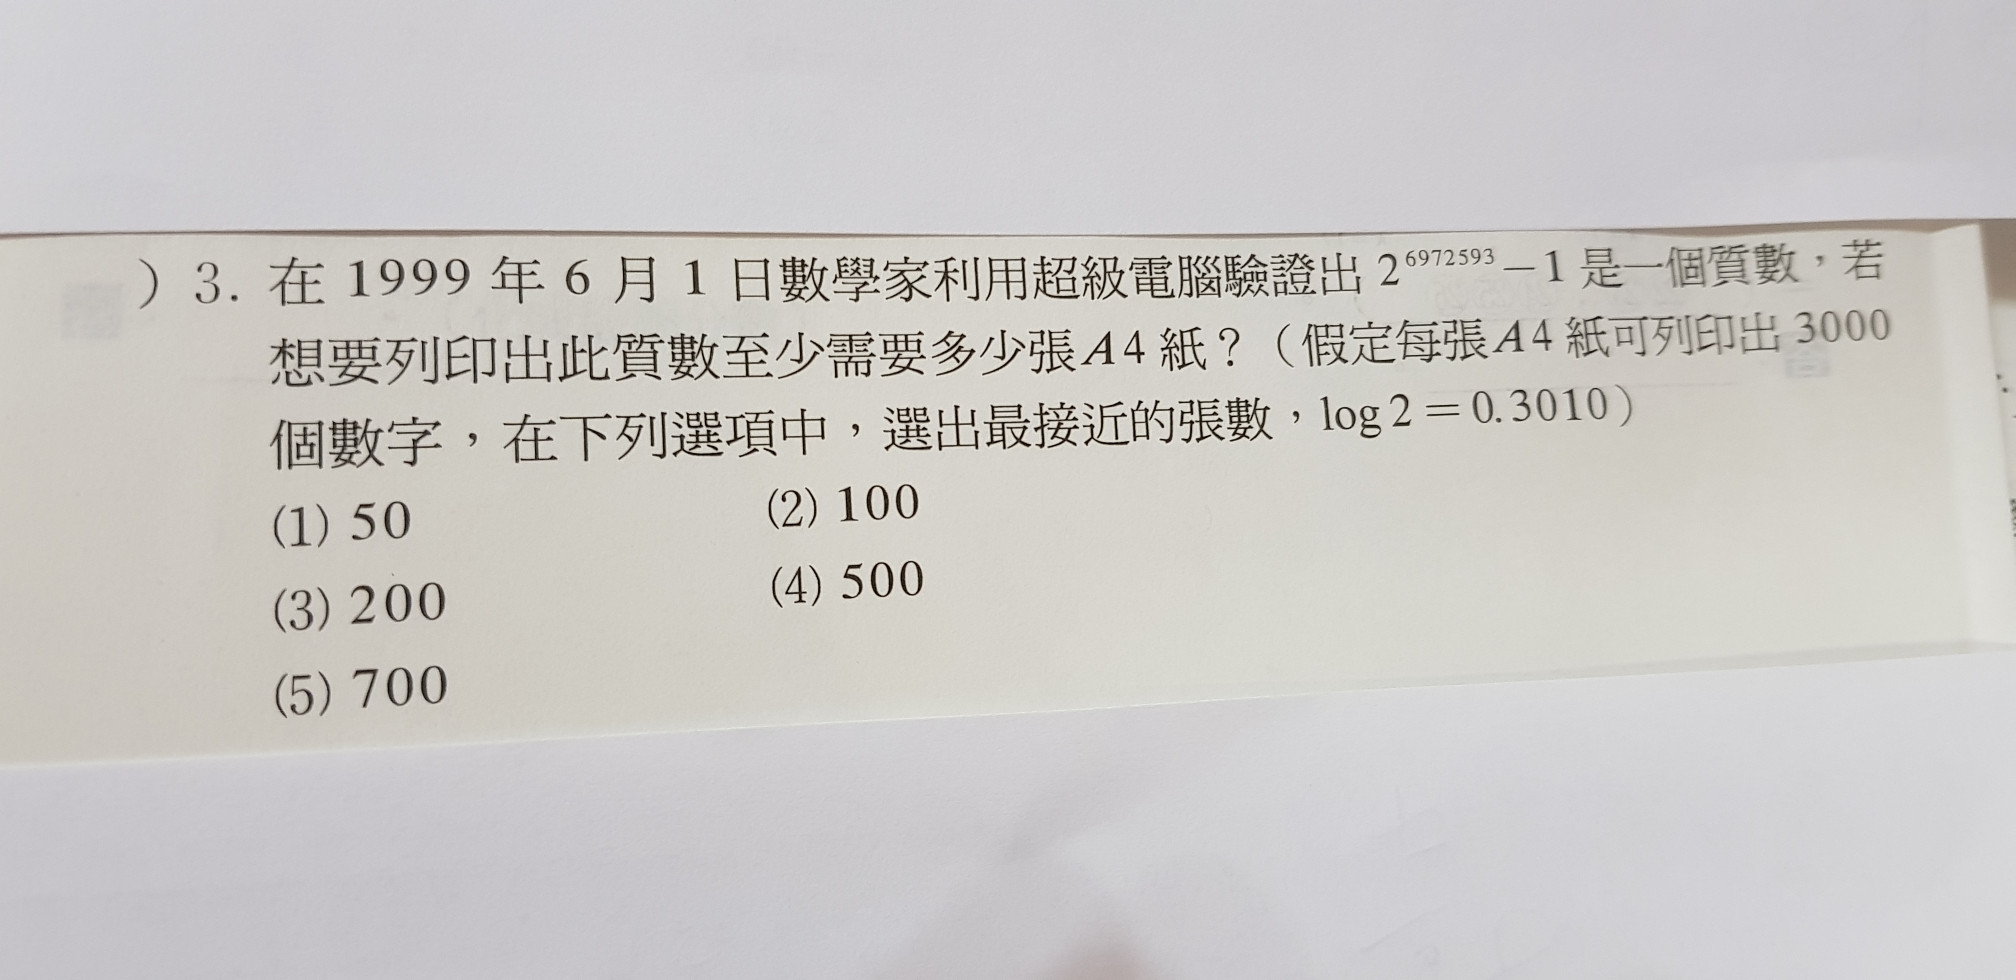 ）3. 在 1999 年 6 月 1 日數學家利用超級電腦驗證出 2^6972593 －1 是一個質數，若
想要列印出此質數至少需要多少張A4 紙？（假定每張A4 紙可列印出 3000
個數字，在下列選項中，選出最接近的張數，log 2＝0.3010）
(1) 50 (2) 100
(3) 200 (4) 500
(5) 700